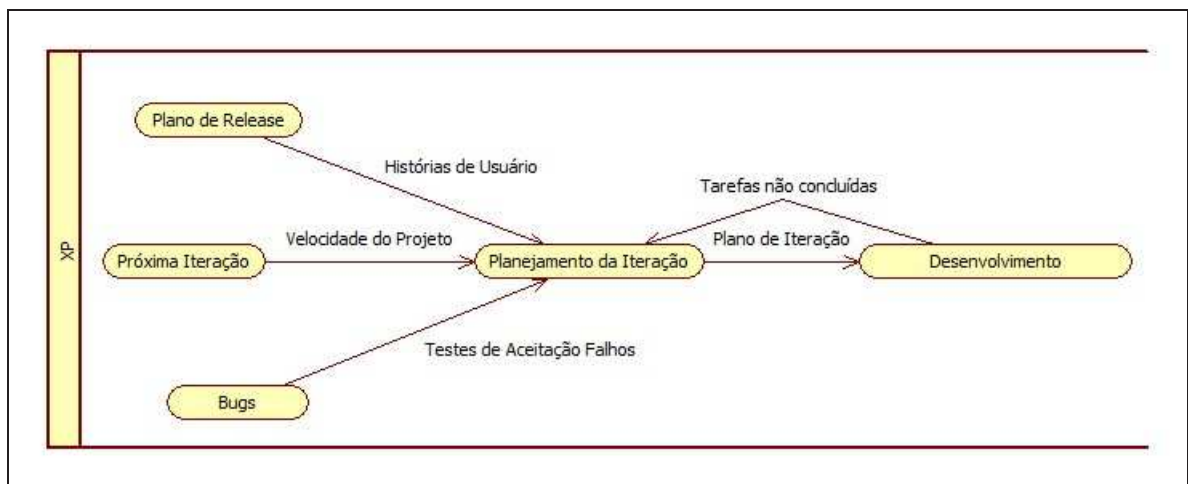 XP
Plano de Release
Histórias de Usuário
Tarefas não concluídas
Velocidade do Projeto
Plano de Iteração
Próxima Iteração
Planejamento da Iteração
Desenvolvimento
Testes de Aceitação Falhos
Bugs